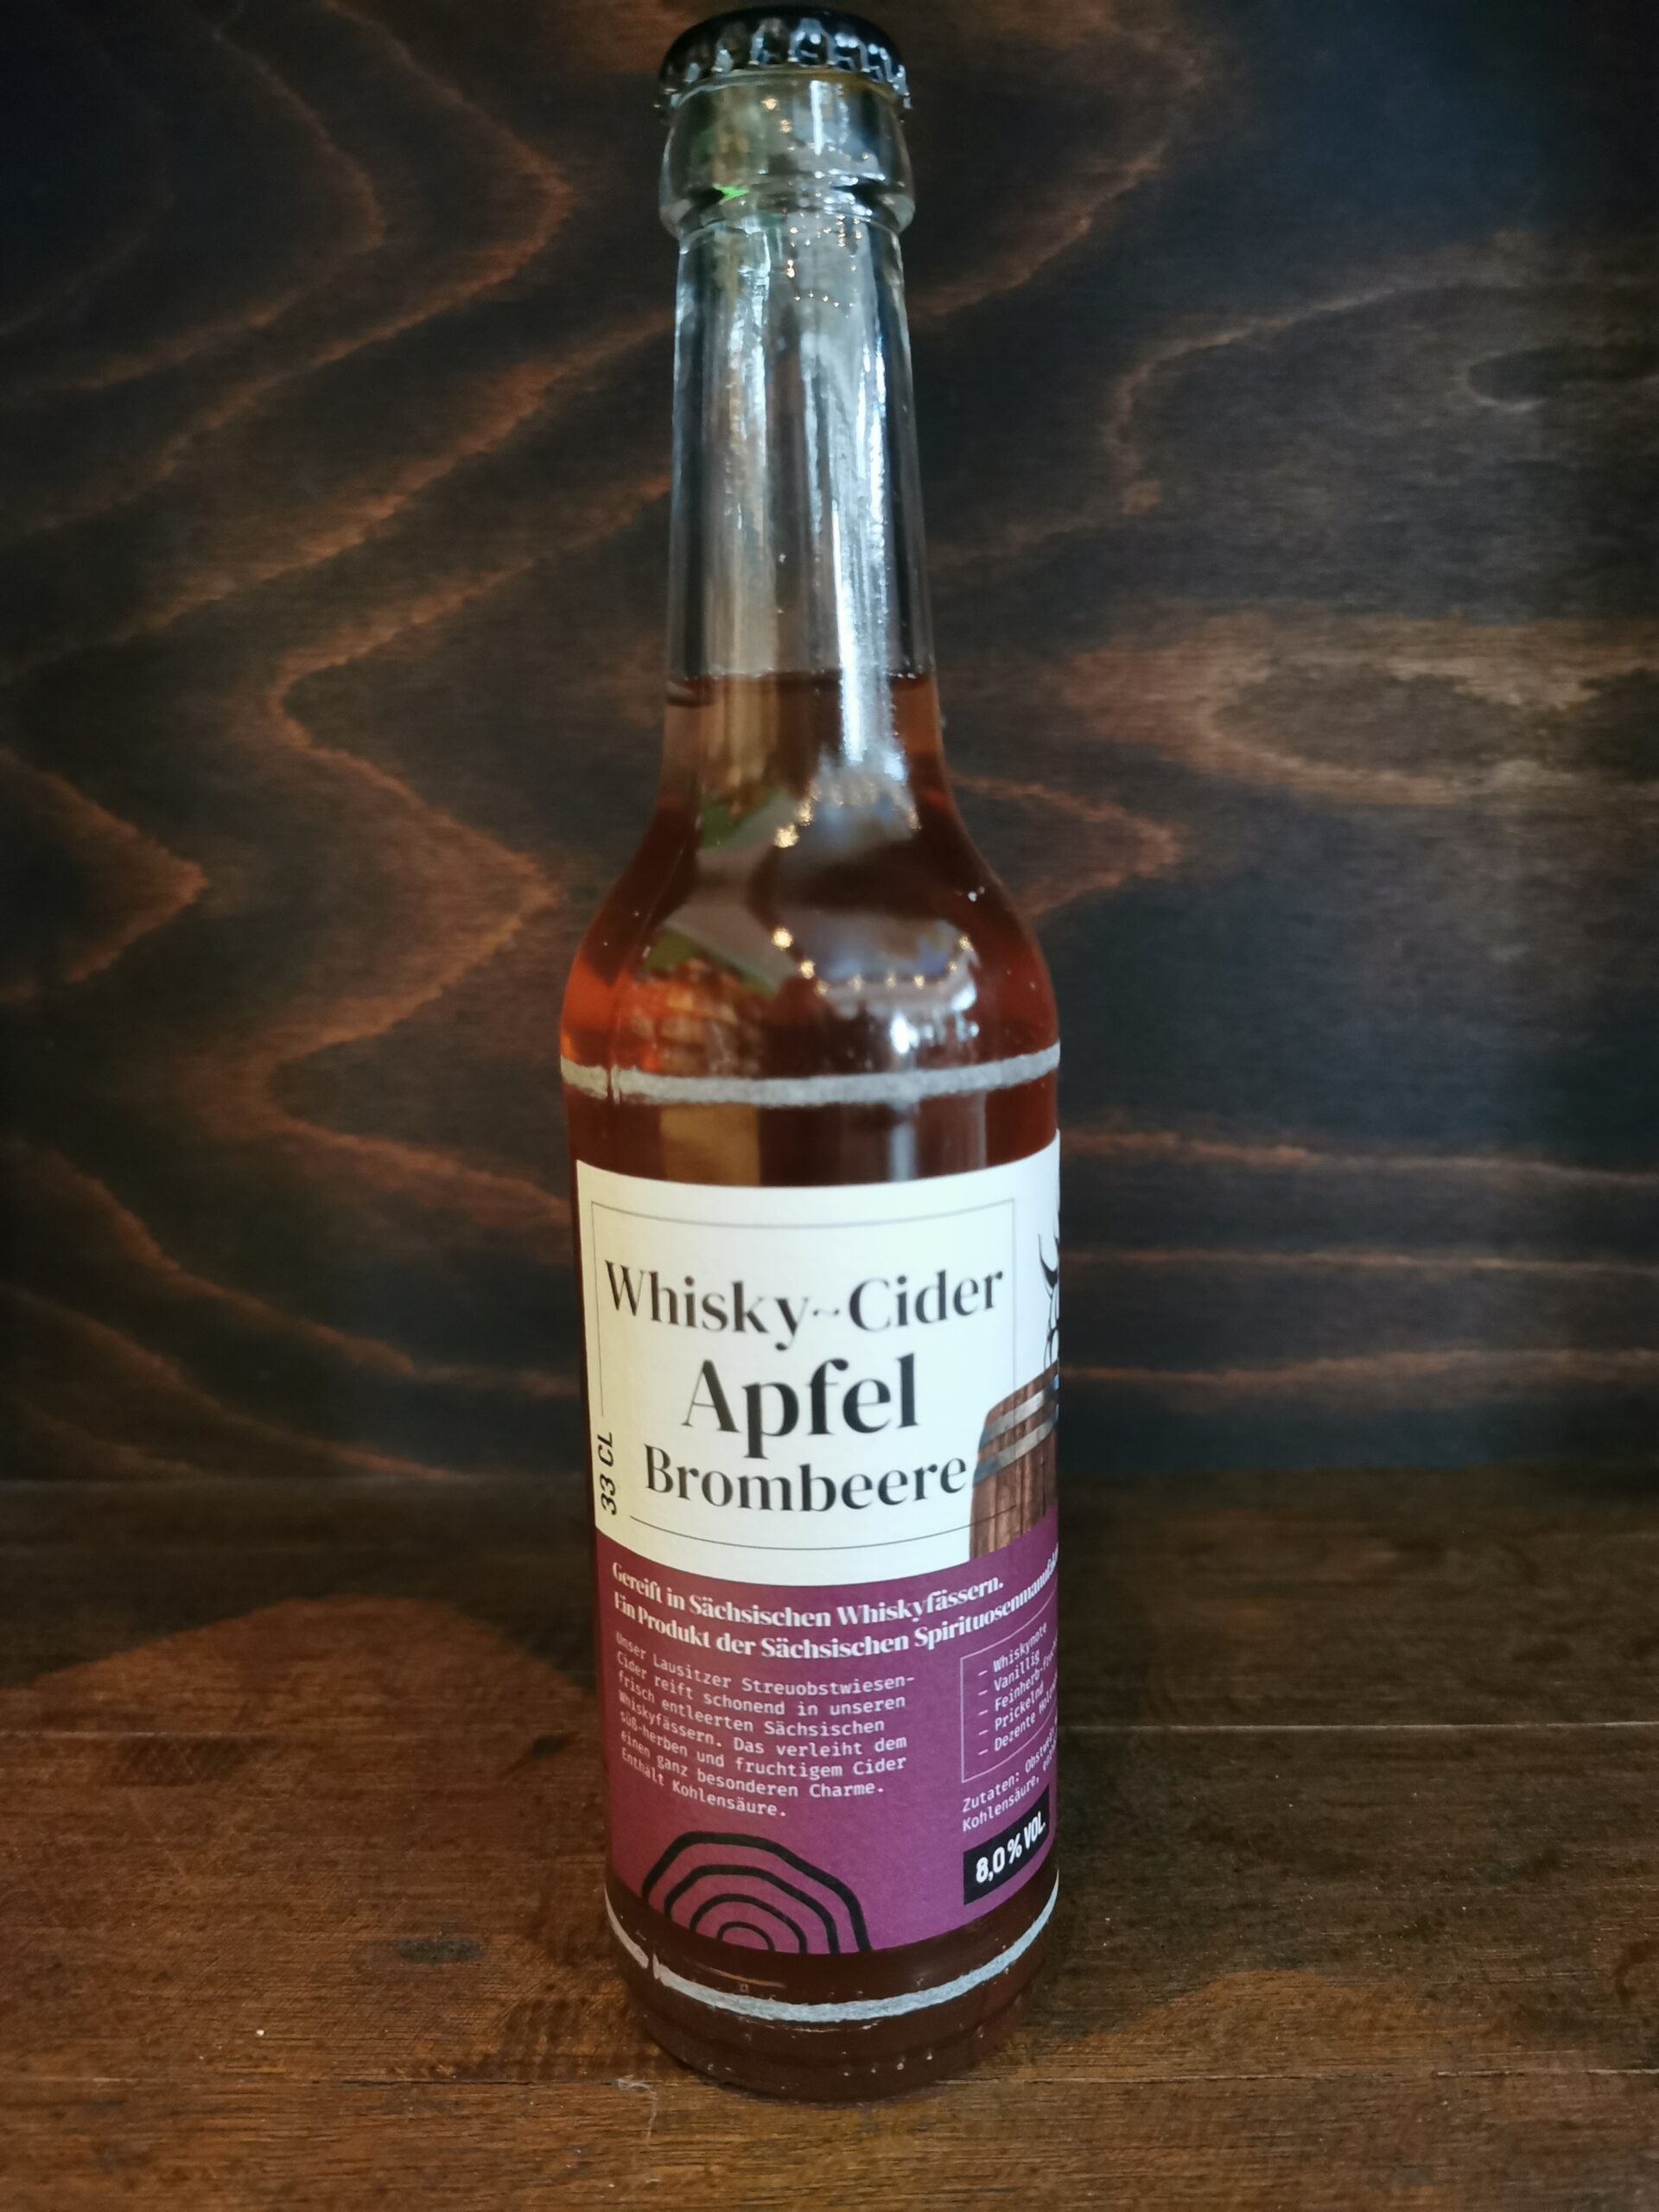 Whisky~Cider
Apfel
Brombeere
33 CL
Gereift in Sächsischen Whiskyfässern.
Ein Produkt der Sächsischen
Unser Lausitzer Streuobstwiesen-
Cider reift schonend in unseren
frisch entleerten Sächsischen
Whiskyfässern. Das verleiht dem
süß-herben und fruchtigem Cider
einen ganz besonderen Charme.
Enthält Kohlensäure.
– Whiskynote
– Vanillig
– Feinherb-
– Prickelnd
– Dezente
Zutaten:
Kohlensäure,
8,0 % VOL.